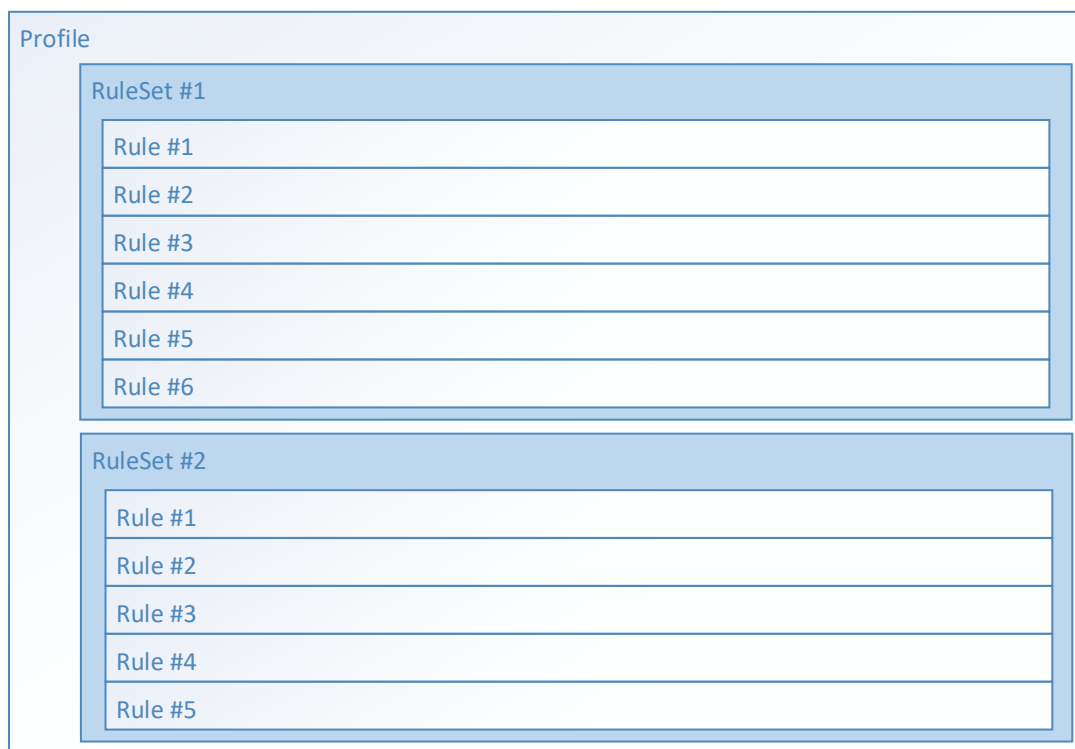 Profile
RuleSet #1
Rule #1
Rule #2
Rule #3
Rule #4
Rule #5
Rule #6
RuleSet #2
Rule #1
Rule #2
Rule #3
Rule #4
Rule #5